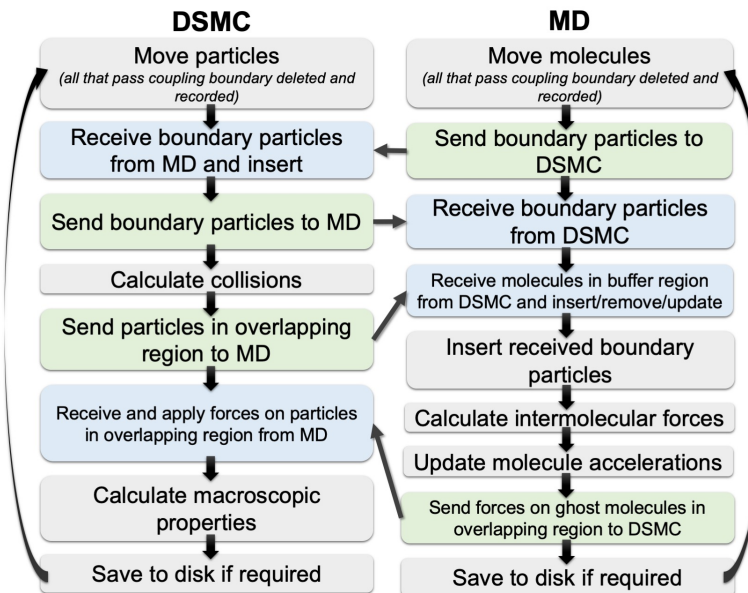 DSMC
Move particles
(all that pass coupling boundary deleted and
recorded)
Receive boundary particles
from MD and insert
Send boundary particles to MD
Calculate collisions
Send particles in overlapping
region to MD
Receive and apply forces on particles
in overlapping region from MD
Calculate macroscopic
properties
Save to disk if required
MD
Move molecules
(all that pass coupling boundary deleted and
recorded)
Send boundary particles to
DSMC
Receive boundary particles
from DSMC
Receive molecules in buffer region
from DSMC and insert/remove/update
Insert received boundary
particles
Calculate intermolecular forces
Update molecule accelerations
Send forces on ghost molecules in
overlapping region to DSMC
Save to disk if required